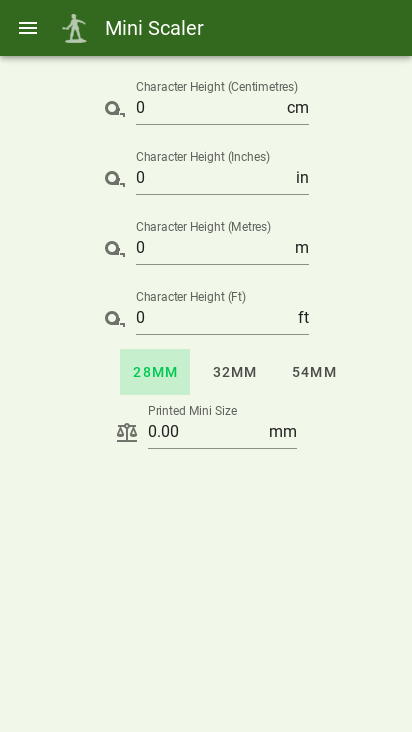 Mini Scaler
Character Height (Centimetres)
0 cm
Character Height (Inches)
0 in
Character Height (Metres)
0 m
Character Height (Ft)
0 ft
28MM 32MM 54MM
Printed Mini Size
0.00 mm